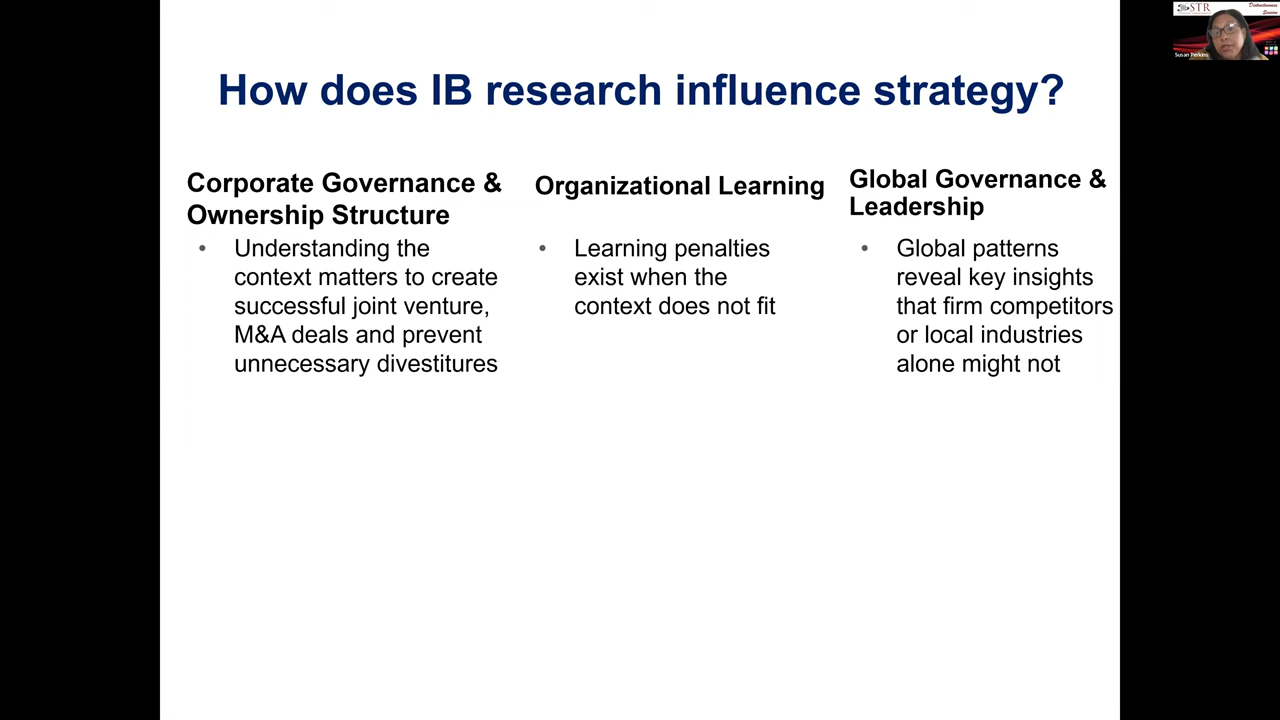 How does IB research influence strategy?
Corporate Governance &
Ownership Structure
• Understanding the
context matters to create
successful joint venture,
M&A deals and prevent
unnecessary divestitures
Organizational Learning
• Learning penalties
exist when the
context does not fit
Global Governance &
Leadership
• Global patterns
reveal key insights
that firm competitors
or local industries
alone might not
STR
Distinctiveness
Session
Susan Perkins